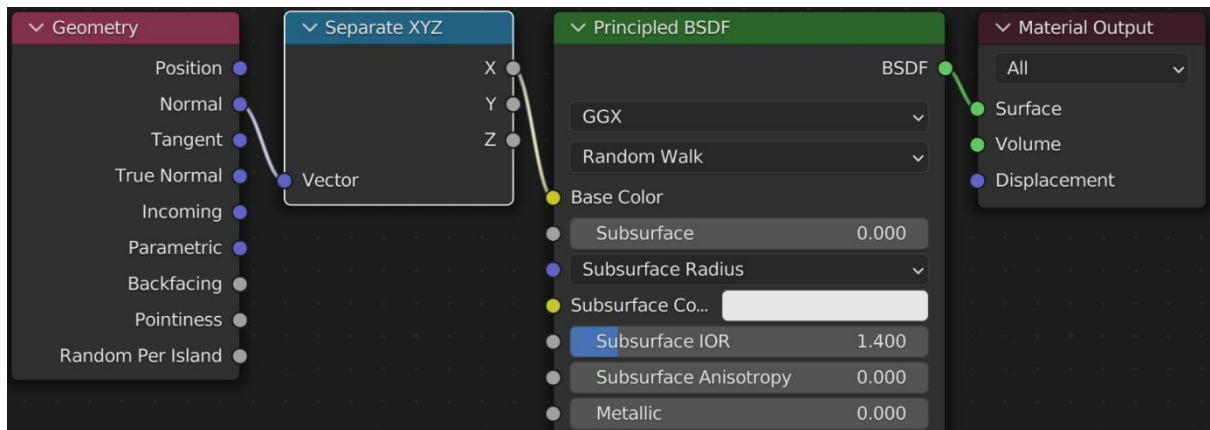 Geometry
Position
Normal
Tangent
True Normal
Incoming
Parametric
Backfacing
Pointiness
Random Per Island
Separate XYZ
X
Y
Z
Vector
Principled BSDF
BSDF
GGX
Random Walk
Base Color
Subsurface 0.000
Subsurface Radius
Subsurface Co...
Subsurface IOR 1.400
Subsurface Anisotropy 0.000
Metallic 0.000
Material Output
All
Surface
Volume
Displacement